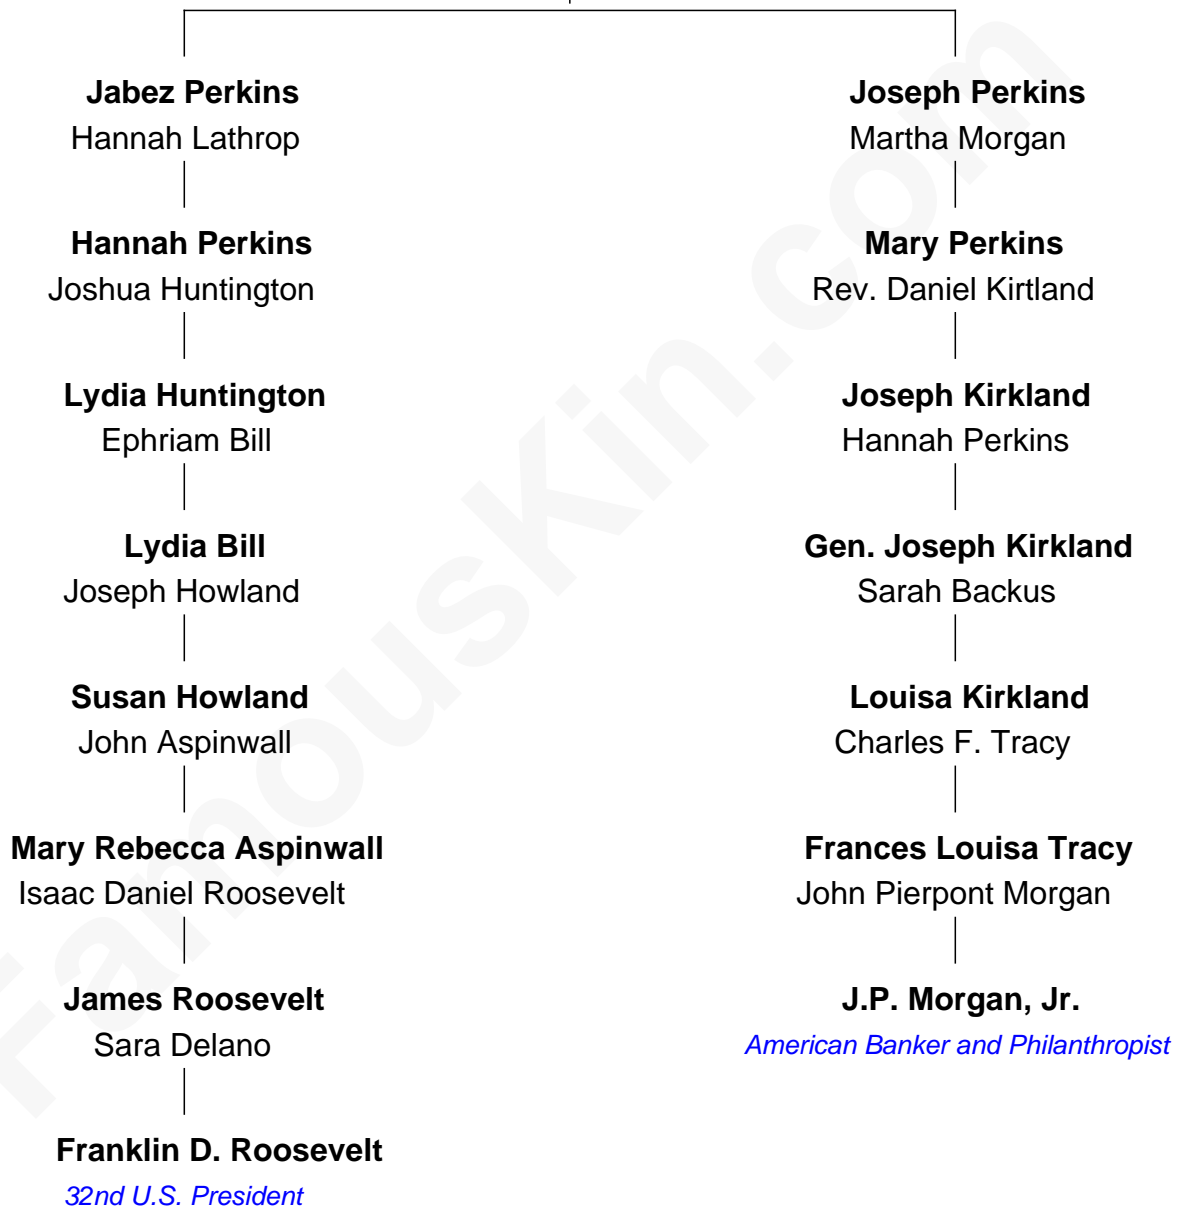 Jabez Perkins
Hannah Lathrop
Hannah Perkins
Joshua Huntington
Lydia Huntington
Ephriam Bill
Lydia Bill
Joseph Howland
Susan Howland
John Aspinwall
Mary Rebecca Aspinwall
Isaac Daniel Roosevelt
James Roosevelt
Sara Delano
Franklin D. Roosevelt
32nd U.S. President
Joseph Perkins
Martha Morgan
Mary Perkins
Rev. Daniel Kirtland
Joseph Kirkland
Hannah Perkins
Gen. Joseph Kirkland
Sarah Backus
Louisa Kirkland
Charles F. Tracy
Frances Louisa Tracy
John Pierpont Morgan
J.P. Morgan, Jr.
American Banker and Philanthropist
FamousKin.com